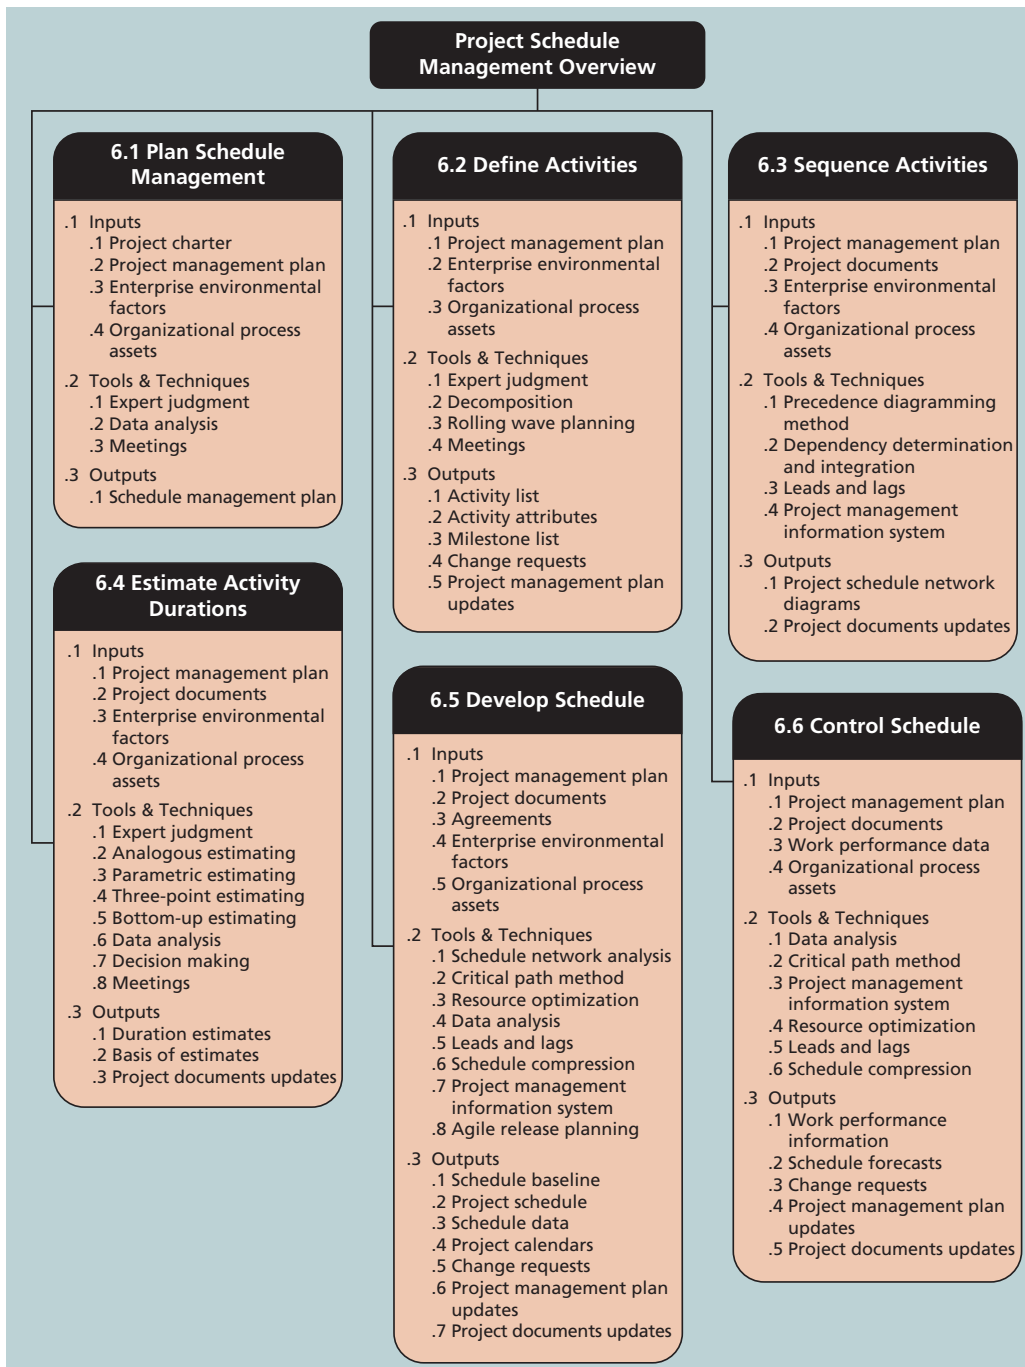 Project Schedule
Management Overview
6.1 Plan Schedule
Management
.1 Inputs
.1 Project charter
.2 Project management plan
.3 Enterprise environmental
factors
.4 Organizational process
assets
.2 Tools & Techniques
.1 Expert judgment
.2 Data analysis
.3 Meetings
.3 Outputs
.1 Schedule management plan
6.2 Define Activities
.1 Inputs
.1 Project management plan
.2 Enterprise environmental
factors
.3 Organizational process
assets
.2 Tools & Techniques
.1 Expert judgment
.2 Decomposition
.3 Rolling wave planning
.4 Meetings
.3 Outputs
.1 Activity list
.2 Activity attributes
.3 Milestone list
.4 Change requests
.5 Project management plan
updates
6.3 Sequence Activities
.1 Inputs
.1 Project management plan
.2 Project documents
.3 Enterprise environmental
factors
.4 Organizational process
assets
.2 Tools & Techniques
.1 Precedence diagramming
method
.2 Dependency determination
and integration
.3 Leads and lags
.4 Project management
information system
.3 Outputs
.1 Project schedule network
diagrams
.2 Project documents updates
6.4 Estimate Activity
Durations
.1 Inputs
.1 Project management plan
.2 Project documents
.3 Enterprise environmental
factors
.4 Organizational process
assets
.2 Tools & Techniques
.1 Expert judgment
.2 Analogous estimating
.3 Parametric estimating
.4 Three-point estimating
.5 Bottom-up estimating
.6 Data analysis
.7 Decision making
.8 Meetings
.3 Outputs
.1 Duration estimates
.2 Basis of estimates
.3 Project documents updates
6.5 Develop Schedule
.1 Inputs
.1 Project management plan
.2 Project documents
.3 Agreements
.4 Enterprise environmental
factors
.5 Organizational process
assets
.2 Tools & Techniques
.1 Schedule network analysis
.2 Critical path method
.3 Resource optimization
.4 Data analysis
.5 Leads and lags
.6 Schedule compression
.7 Project management
information system
.8 Agile release planning
.3 Outputs
.1 Schedule baseline
.2 Project schedule
.3 Schedule data
.4 Project calendars
.5 Change requests
.6 Project management plan
updates
.7 Project documents updates
6.6 Control Schedule
.1 Inputs
.1 Project management plan
.2 Project documents
.3 Work performance data
.4 Organizational process
assets
.2 Tools & Techniques
.1 Data analysis
.2 Critical path method
.3 Project management
information system
.4 Resource optimization
.5 Leads and lags
.6 Schedule compression
.3 Outputs
.1 Work performance
information
.2 Schedule forecasts
.3 Change requests
.4 Project management plan
updates
.5 Project documents updates